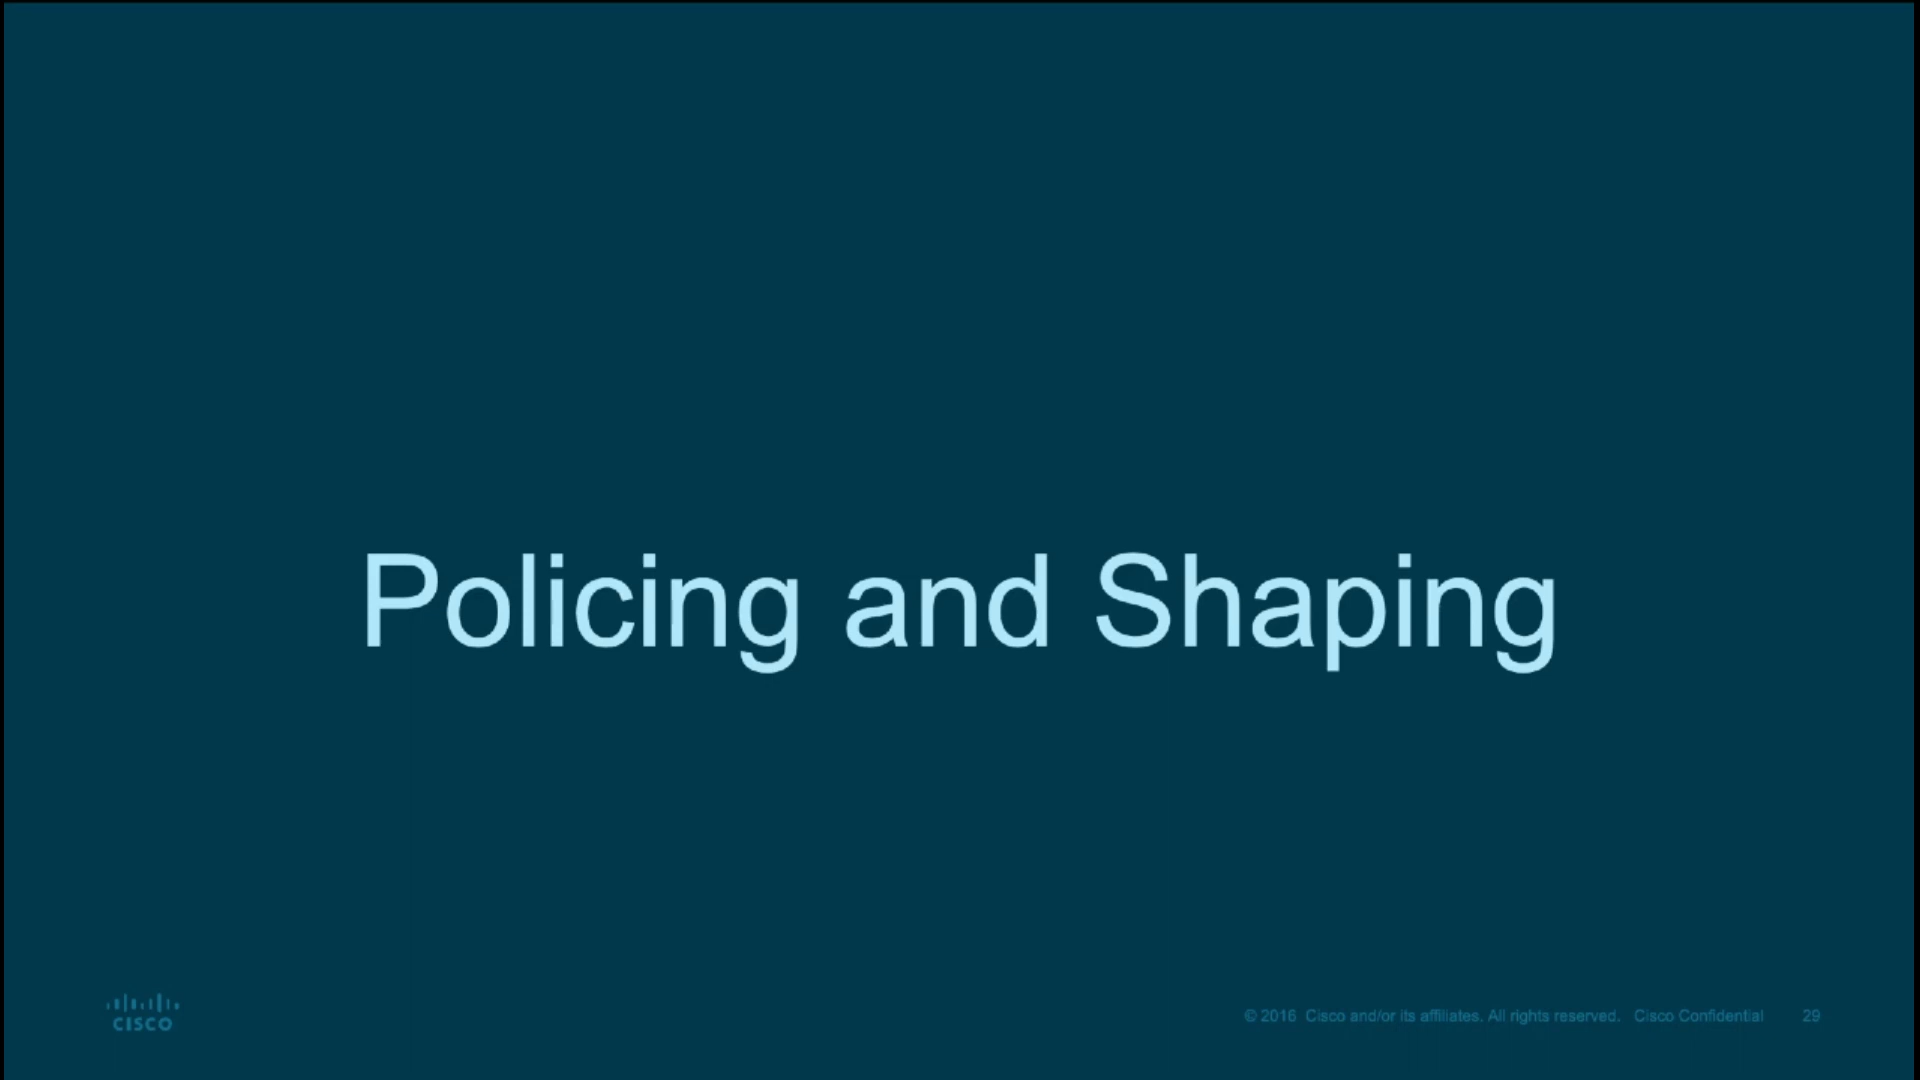 Policing and Shaping
CISCO
© 2016 Cisco and/or its affiliates. All rights reserved. Cisco Confidential 29